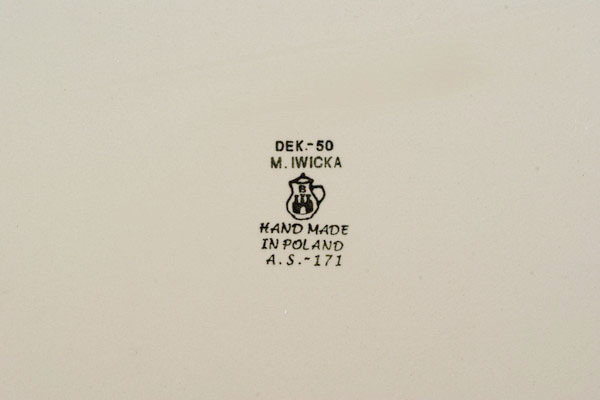 DEK.-50
M. IWICKA
B
HAND MADE
IN POLAND
A.S.-171